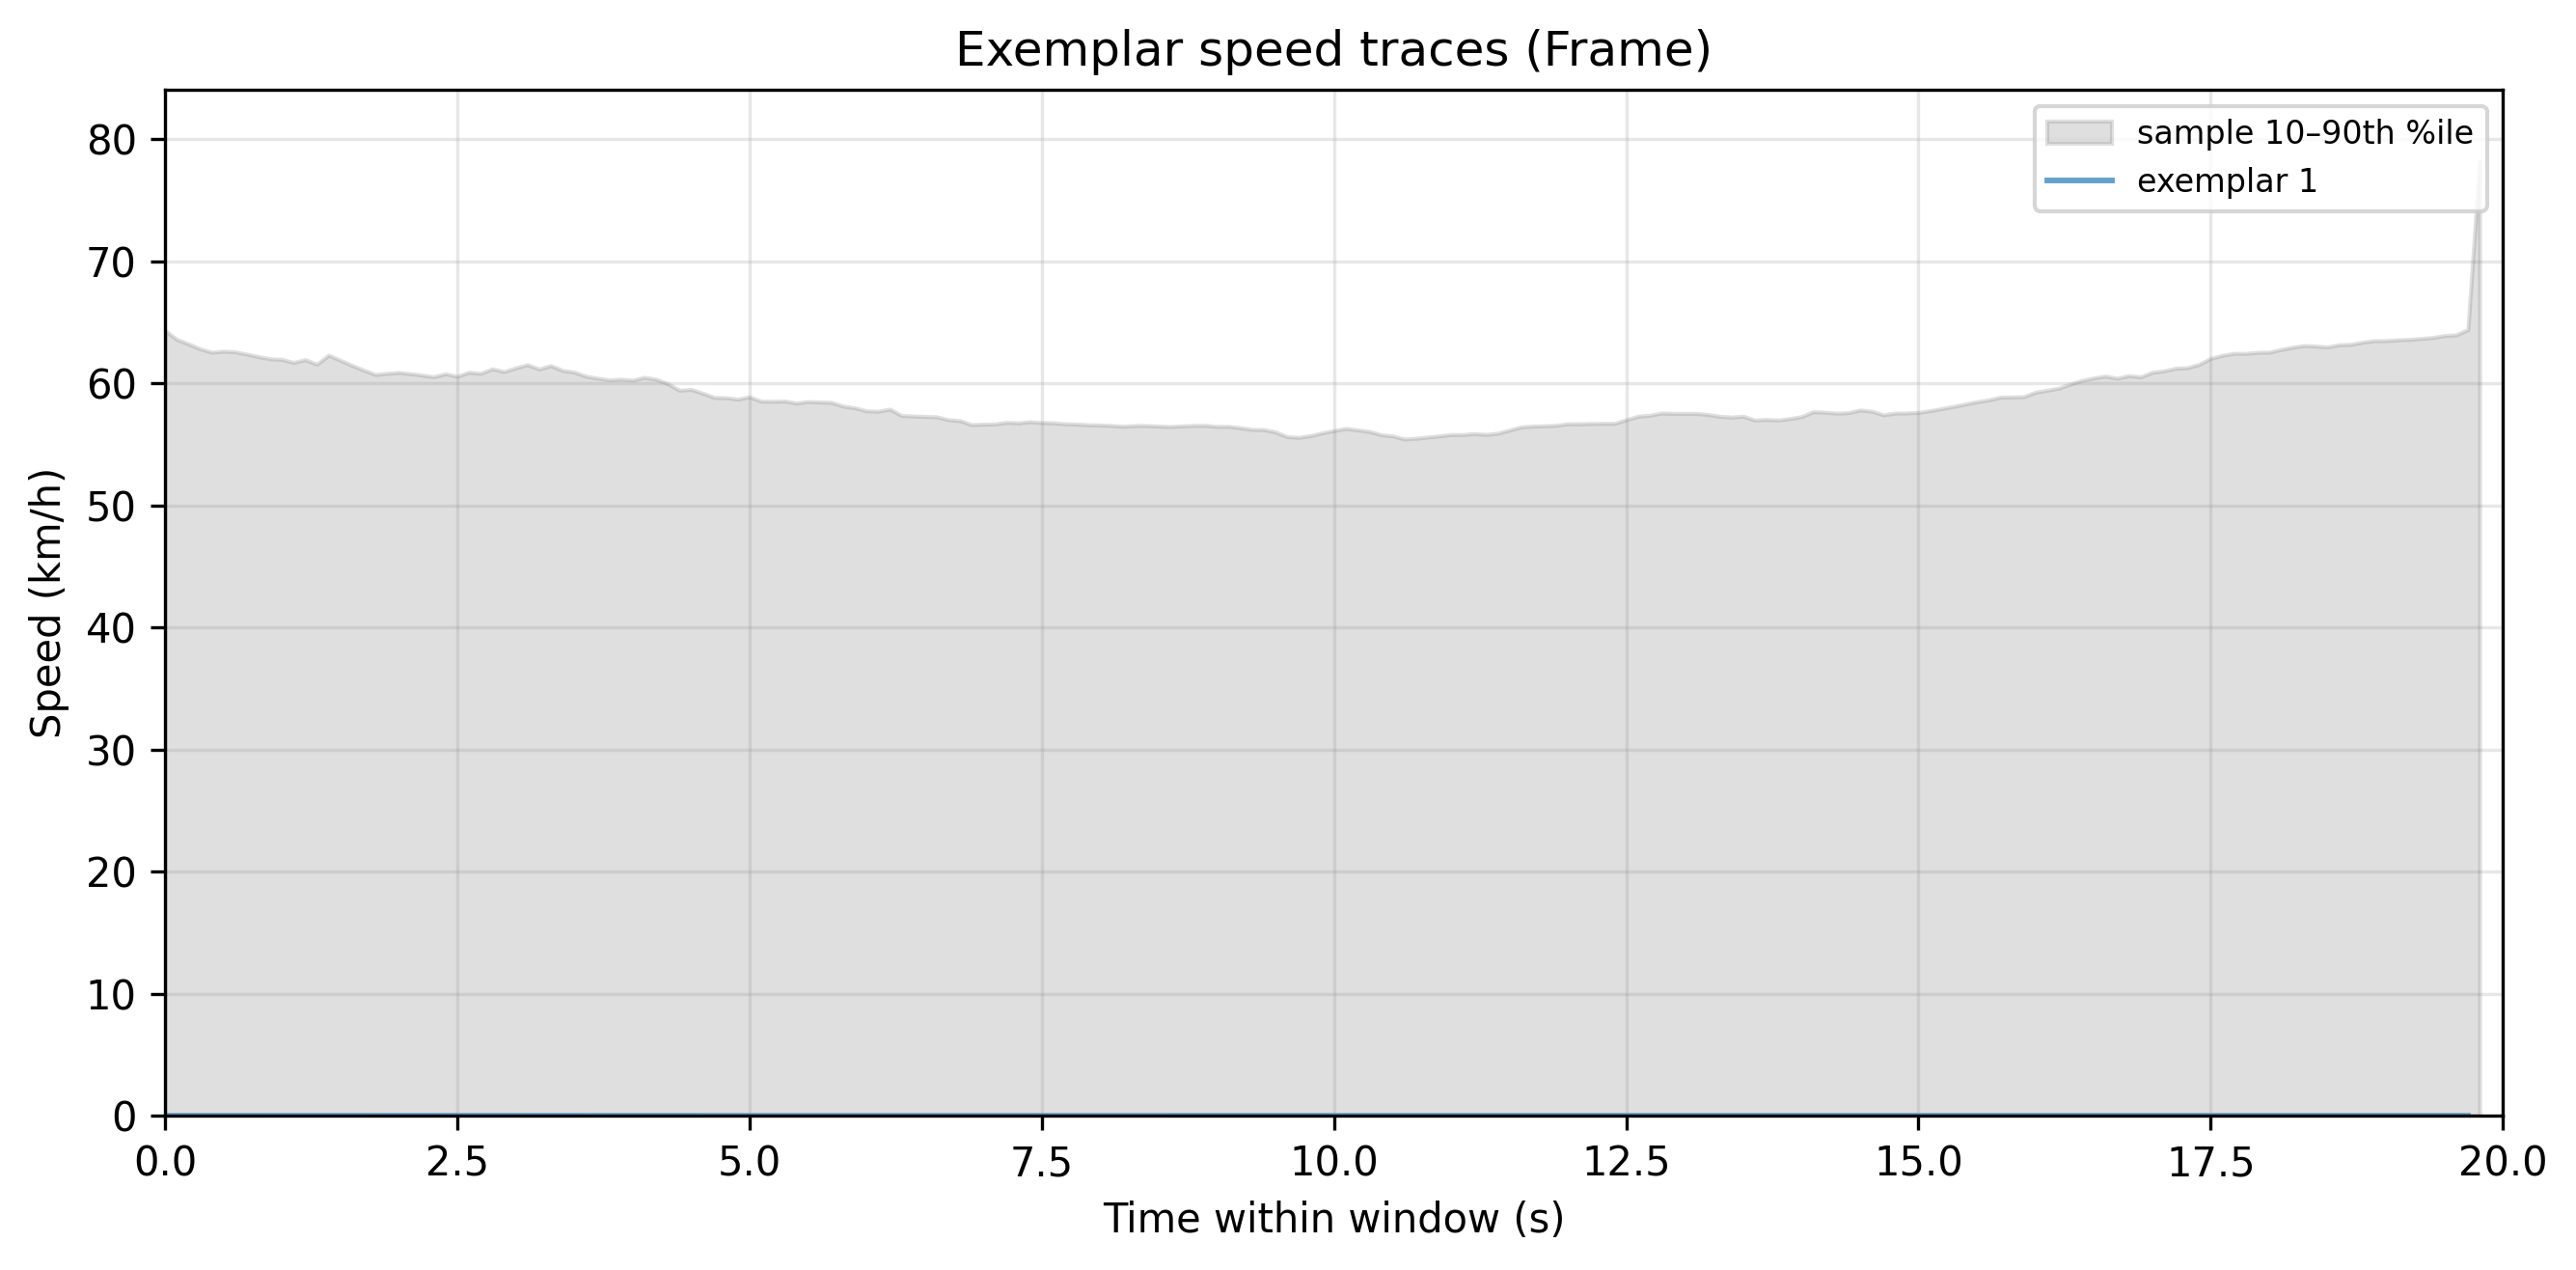 Exemplar speed traces (Frame)
sample 10–90th %ile
exemplar 1
80
70
60
50
40
30
20
10
0
Speed (km/h)
0.0 2.5 5.0 7.5 10.0 12.5 15.0 17.5 20.0
Time within window (s)